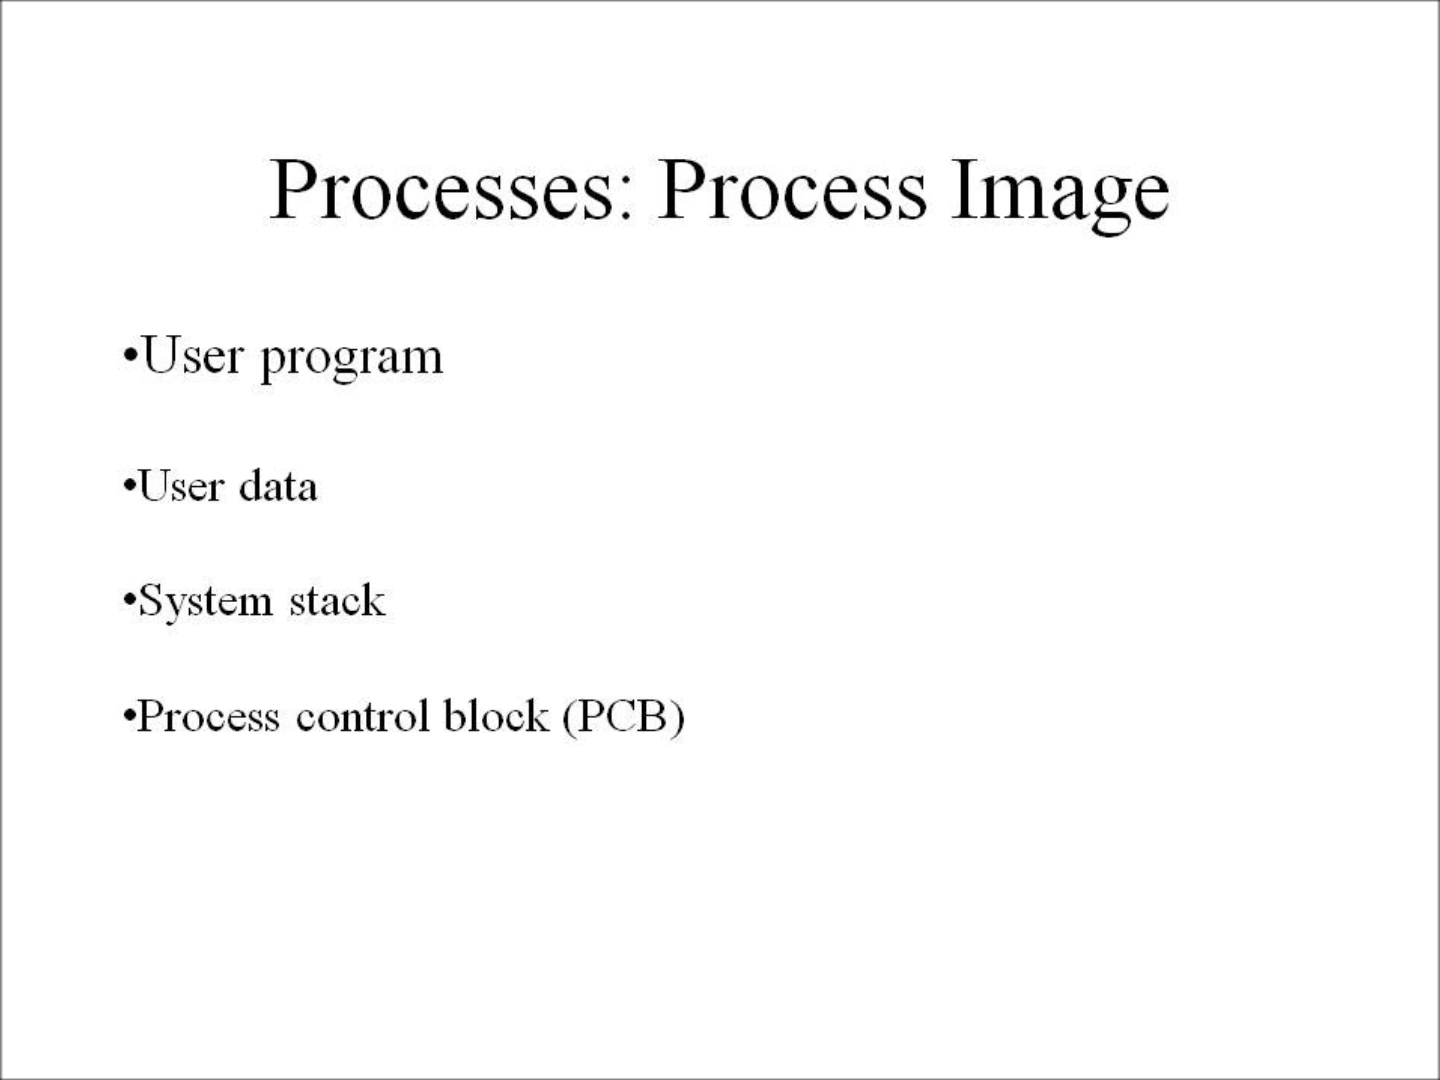 Processes: Process Image
•User program
•User data
•System stack
•Process control block (PCB)